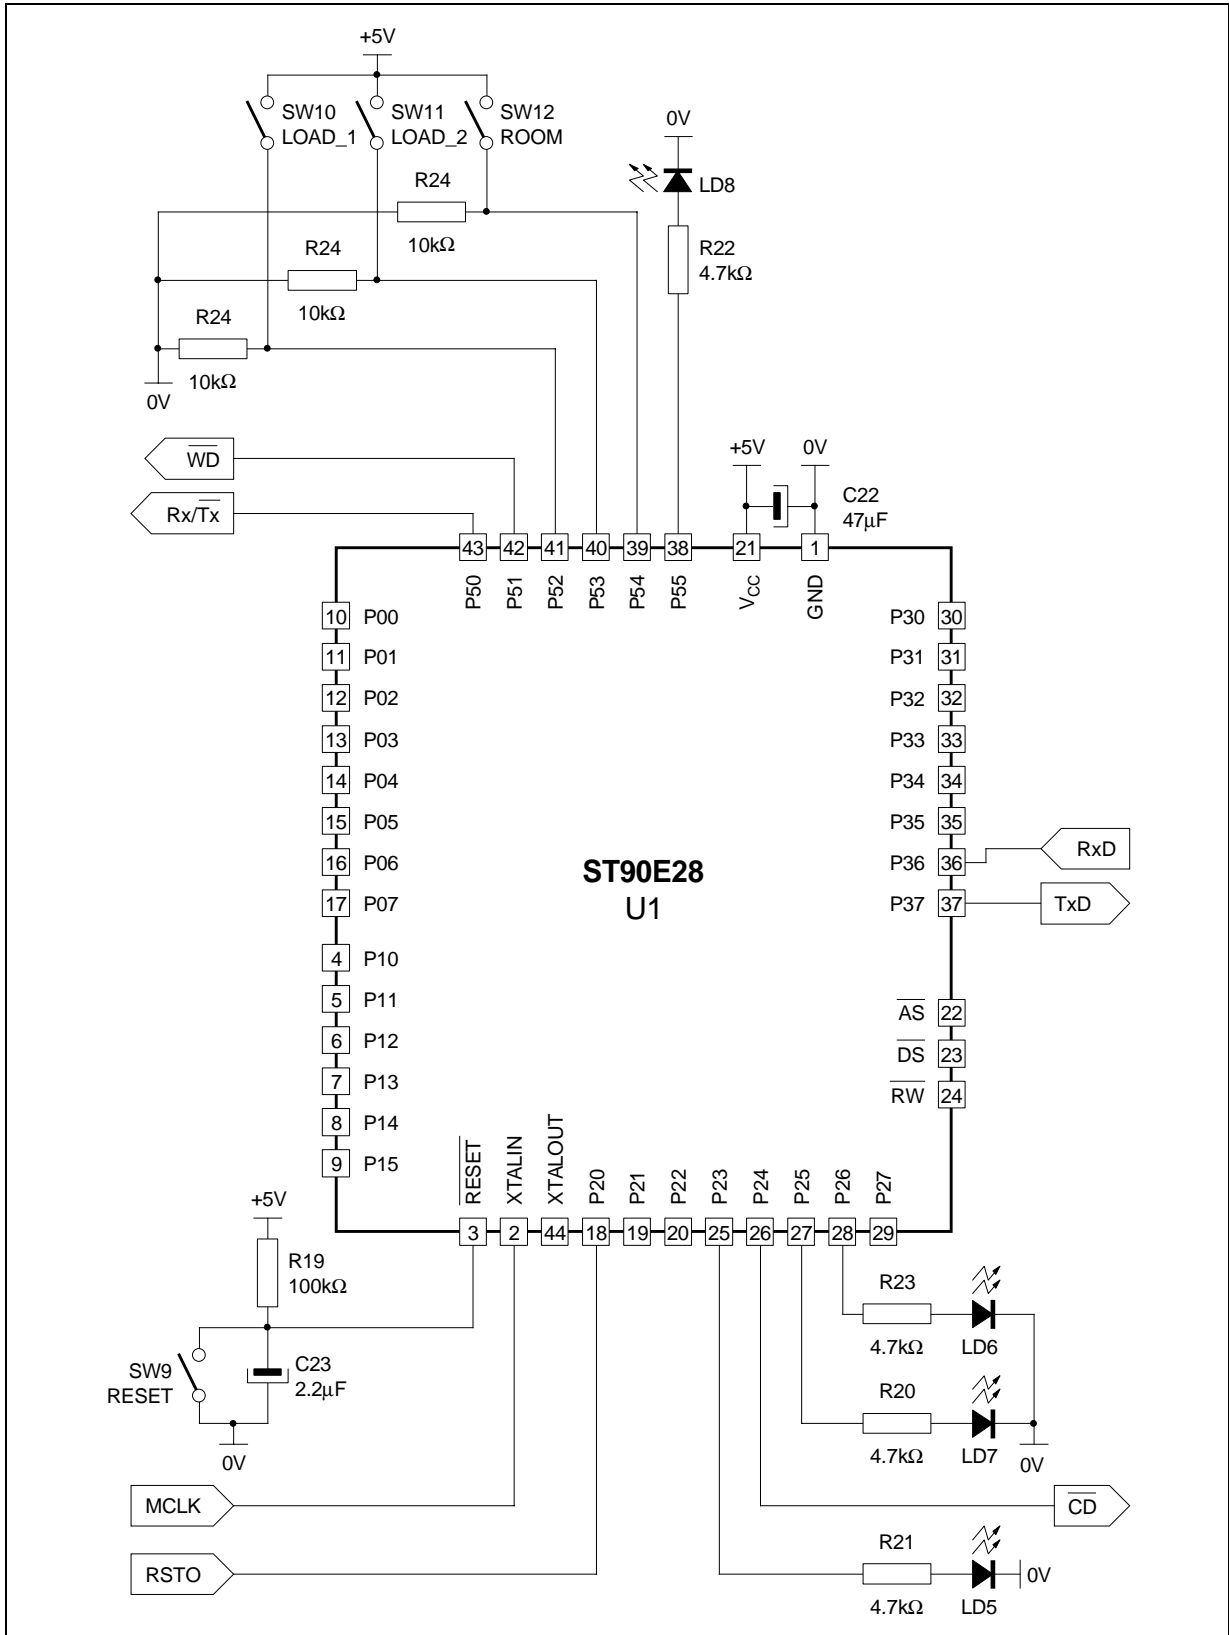 +5V
SW10
LOAD_1
SW11
LOAD_2
SW12
ROOM
0V
LD8
R24
10kΩ
R22
4.7kΩ
R24
10kΩ
R24
10kΩ
0V
WD
Rx/Tx
+5V
0V
C22
47µF
43
42
41
40
39
38
21
1
P50
P51
P52
P53
P54
P55
VCC
GND
10 P00
11 P01
12 P02
13 P03
14 P04
15 P05
16 P06
17 P07
4 P10
5 P11
6 P12
7 P13
8 P14
9 P15
P30 30
P31 31
P32 32
P33 33
P34 34
P35 35
P36 36
P37 37
RxD
TxD
AS 22
DS 23
RW 24
ST90E28
U1
RESET
XTALIN
XTALOUT
P20
P21
P22
P23
P24
P25
P26
P27
3
2
44
18
19
20
25
26
27
28
29
+5V
R19
100kΩ
SW9
RESET
C23
2.2µF
0V
R23
4.7kΩ
LD6
R20
4.7kΩ
LD7
0V
MCLK
CD
RSTO
R21
4.7kΩ
LD5
0V